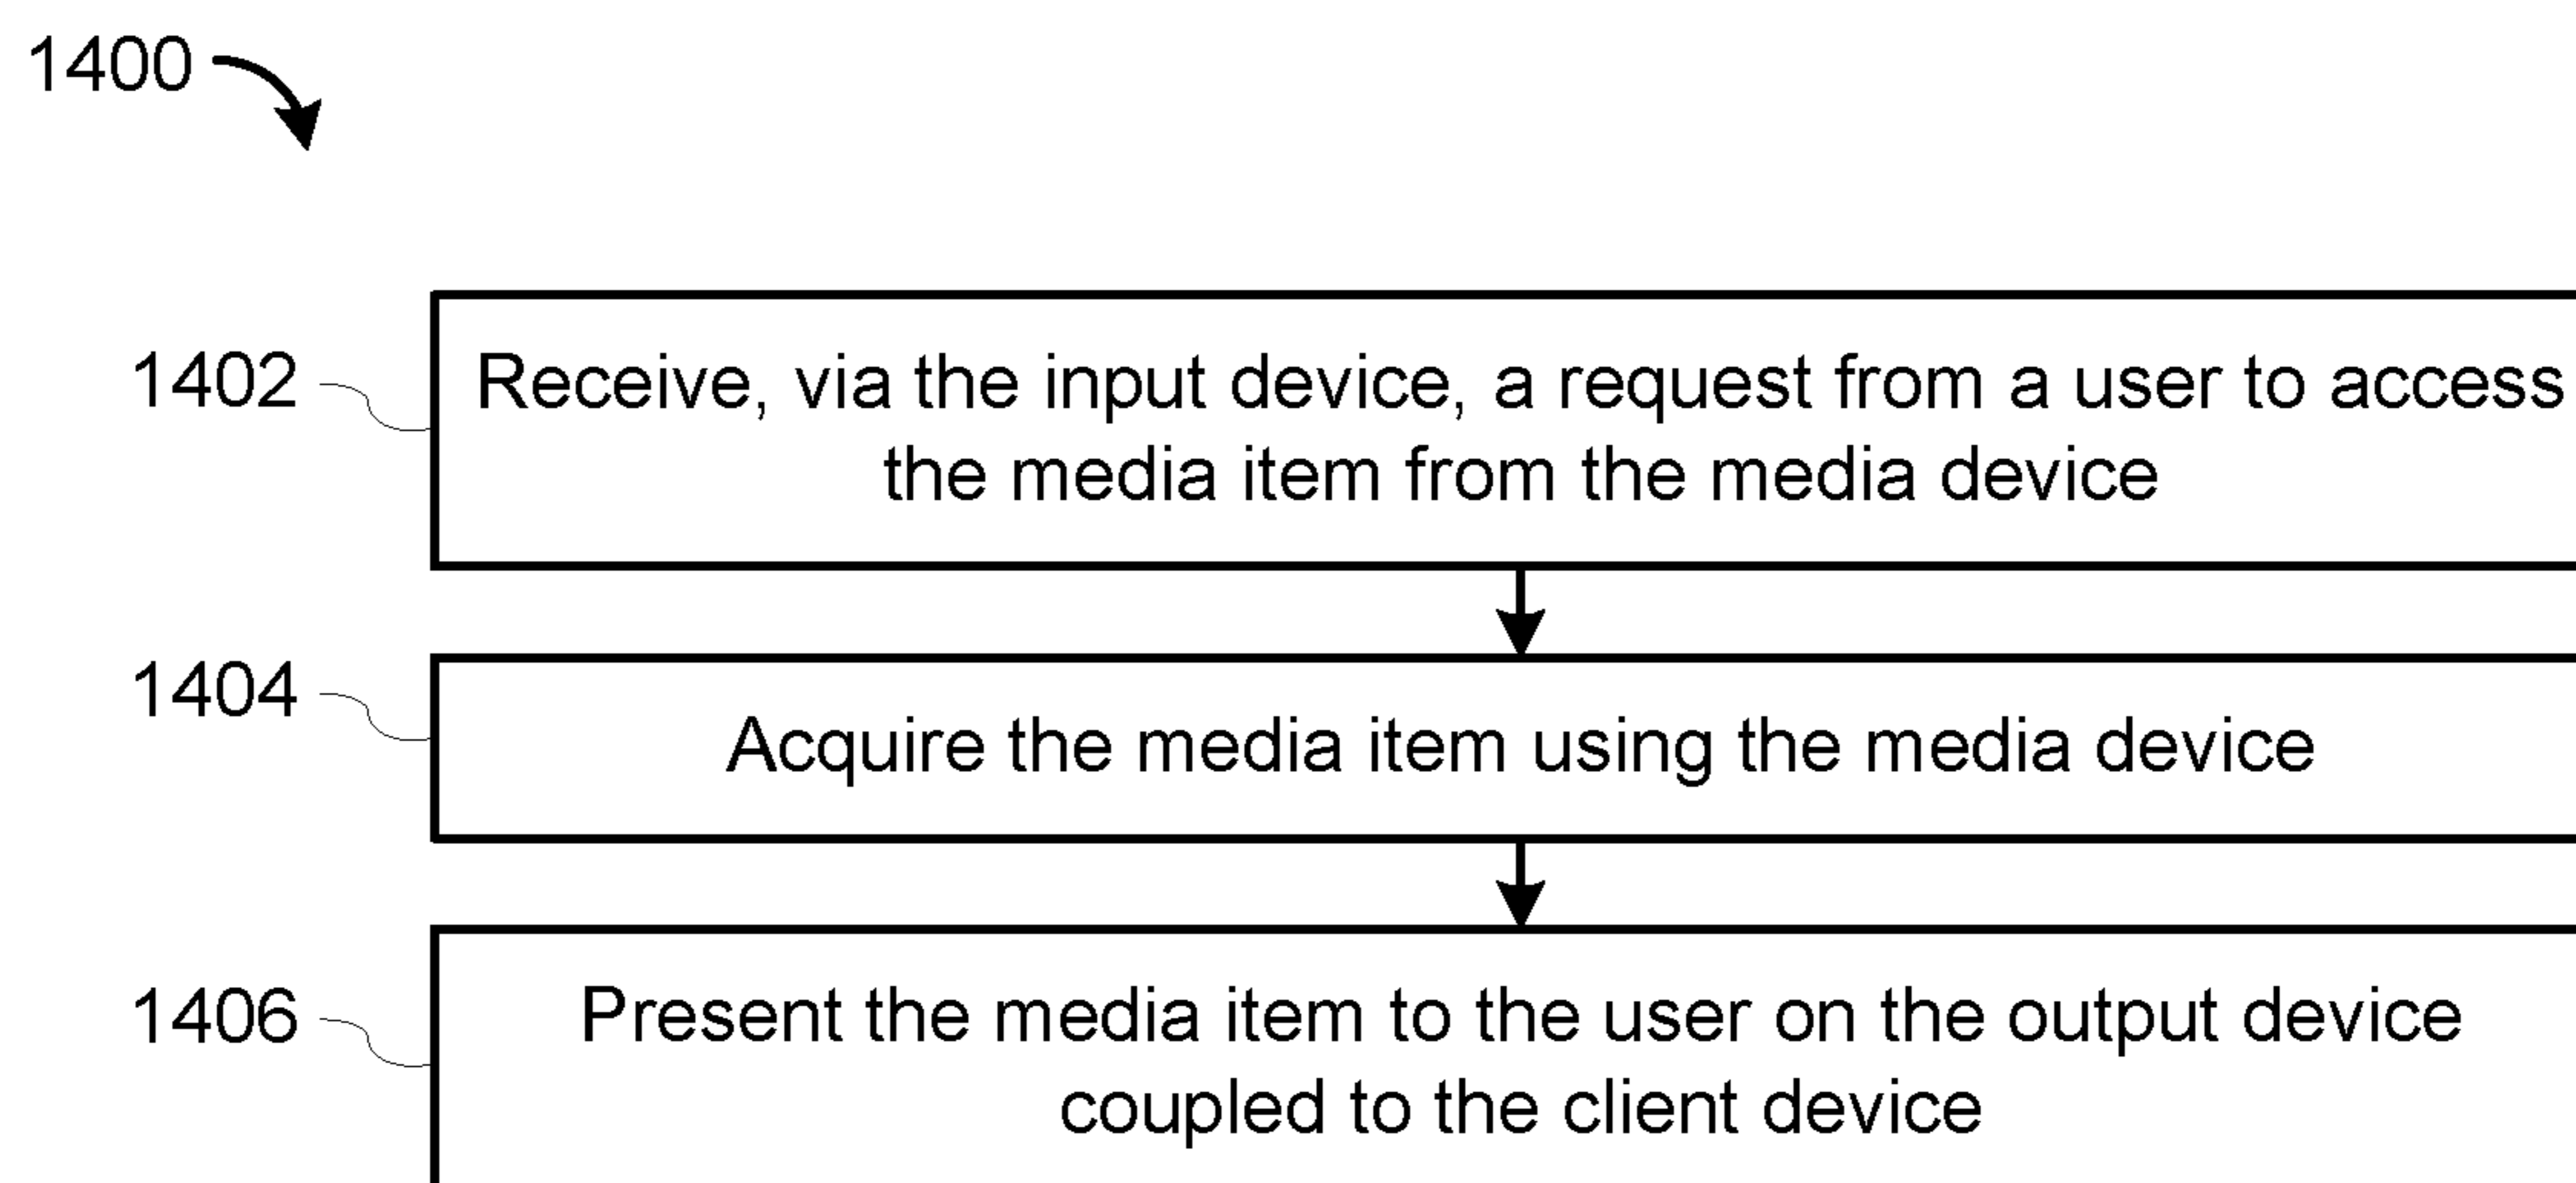 1400
1402
Receive, via the input device, a request from a user to access
the media item from the media device
1404
Acquire the media item using the media device
1406
Present the media item to the user on the output device
coupled to the client device